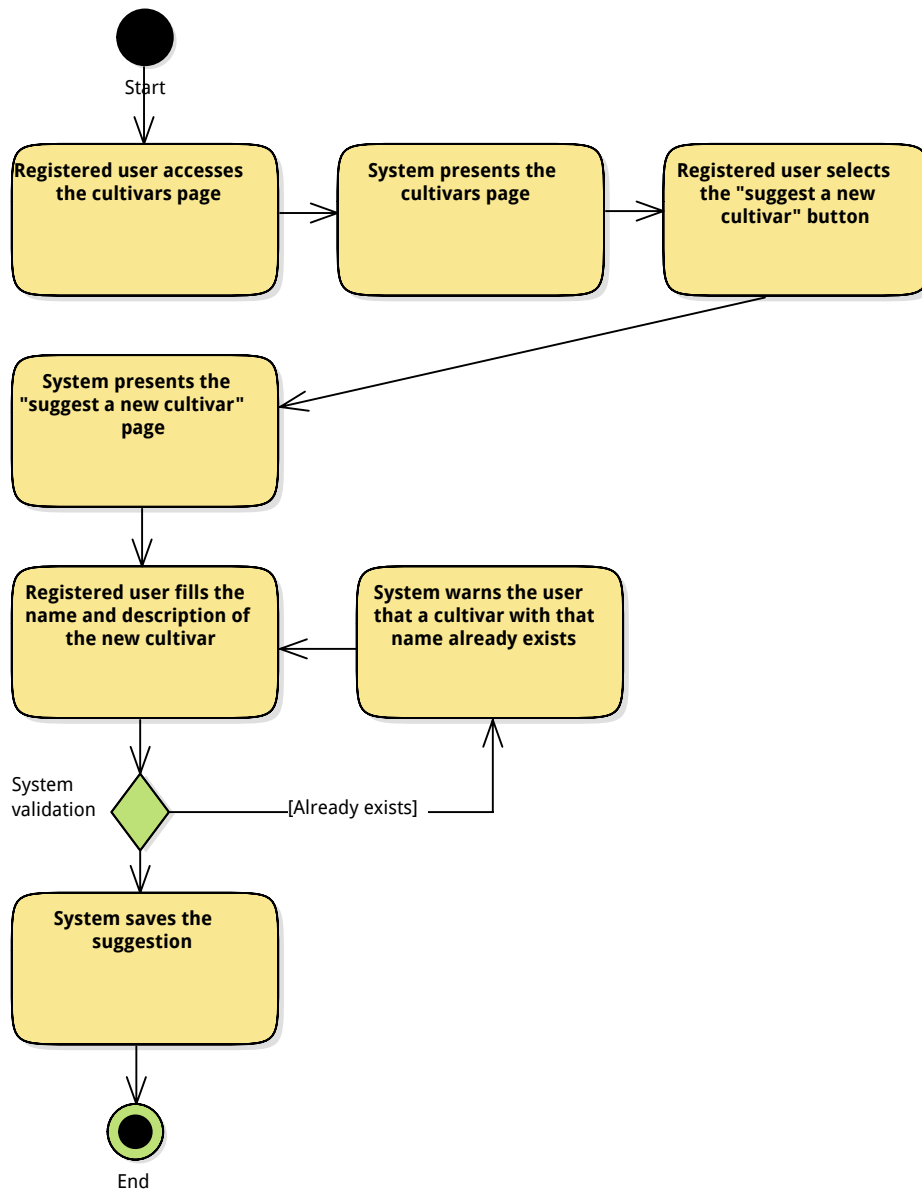 Start
Registered user accesses
the cultivars page
System presents the
cultivars page
Registered user selects
the "suggest a new
cultivar" button
System presents the
"suggest a new cultivar"
page
Registered user fills the
name and description of
the new cultivar
System warns the user
that a cultivar with that
name already exists
System
validation
[Already exists]
System saves the
suggestion
End